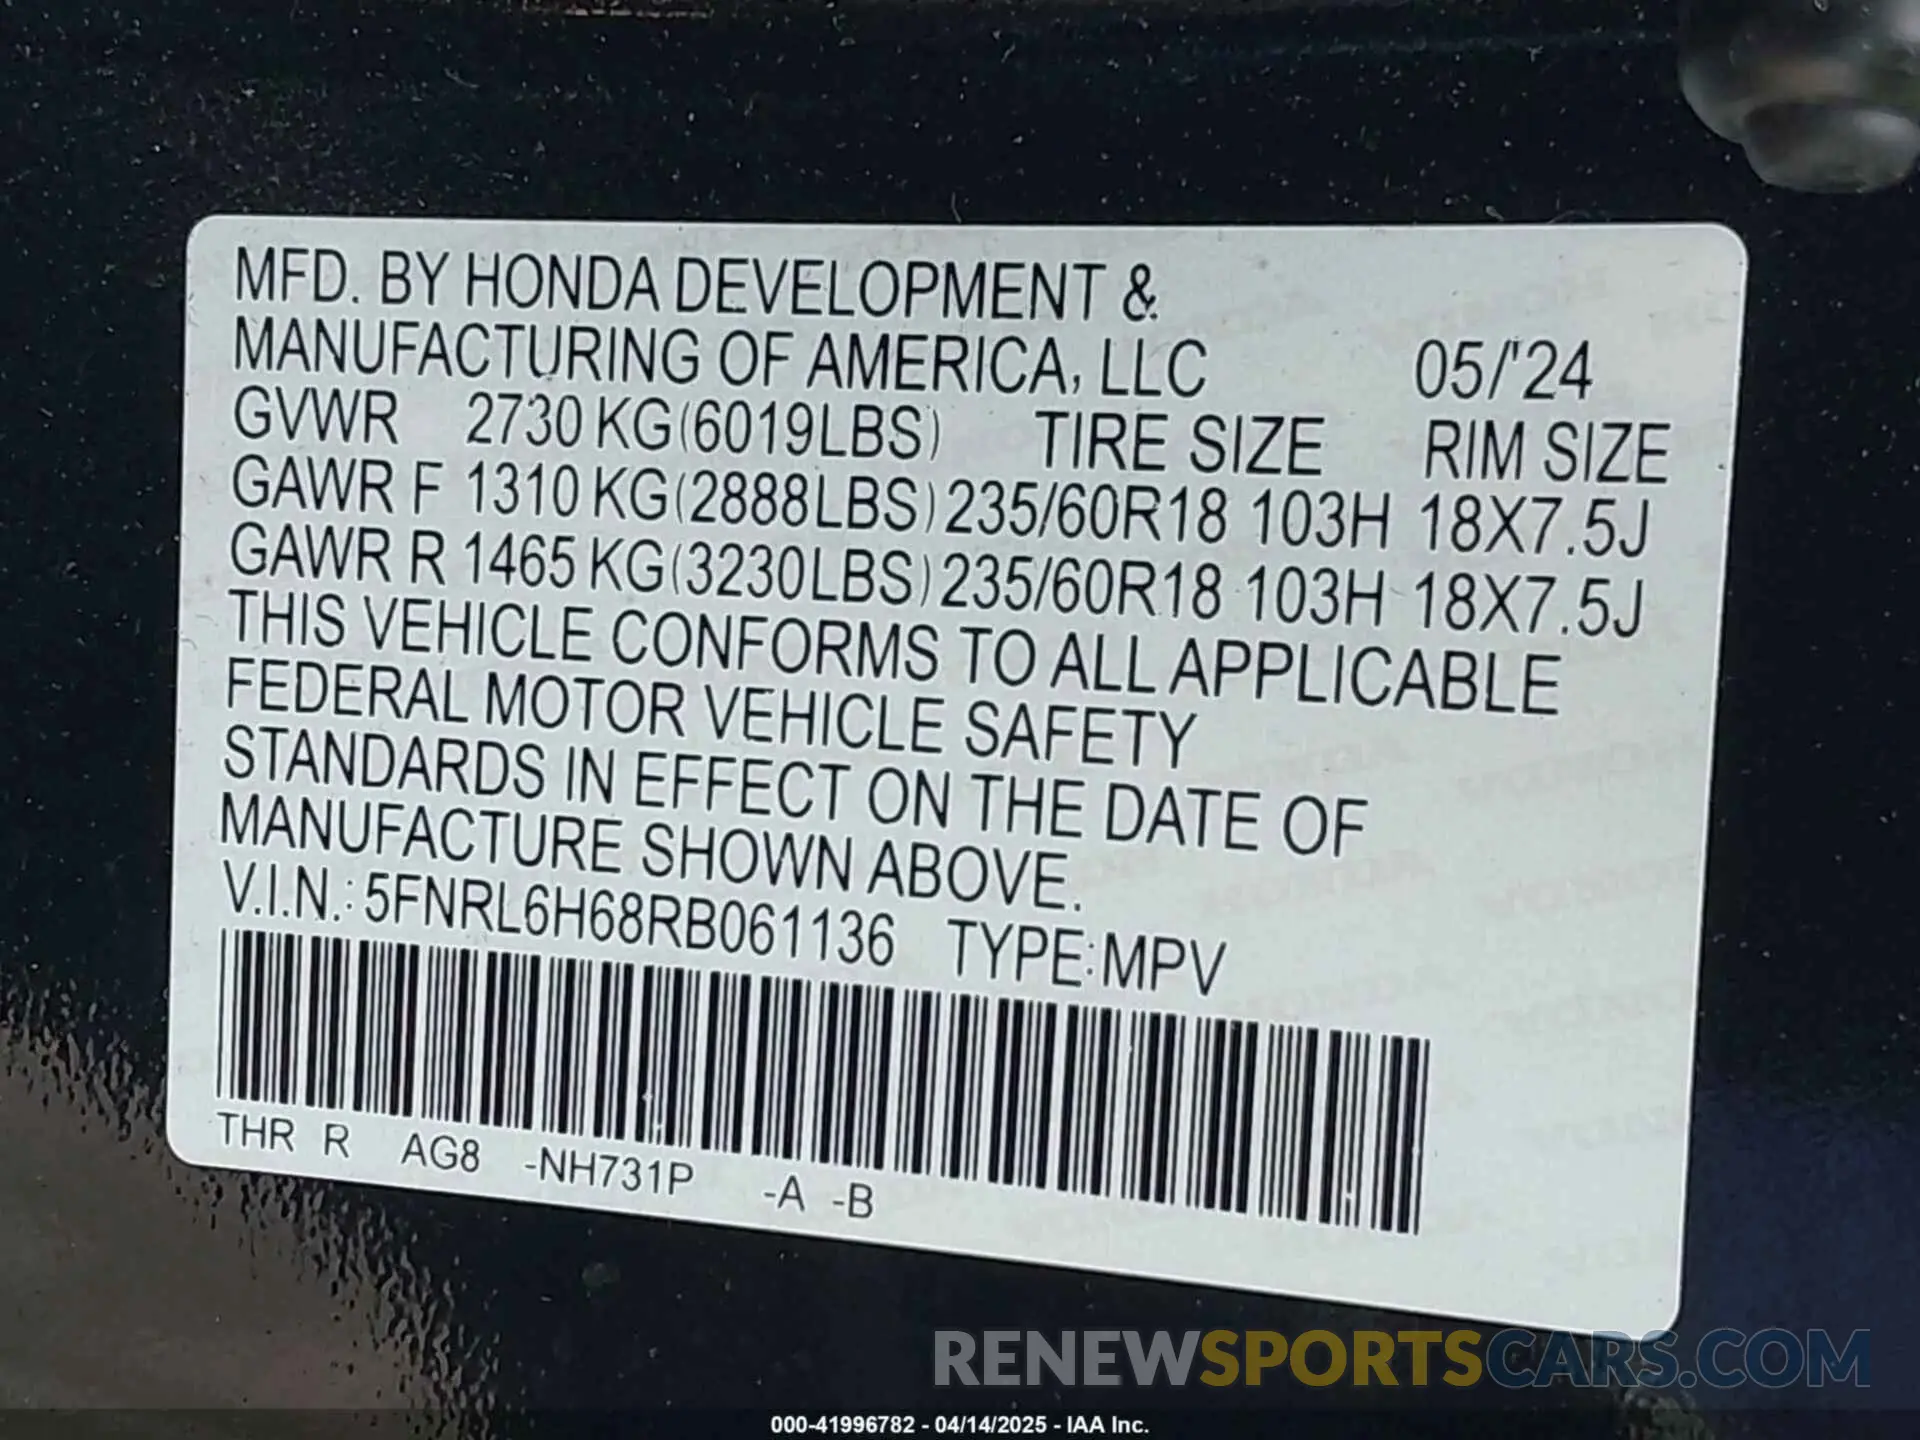 MFD. BY HONDA DEVELOPMENT &
MANUFACTURING OF AMERICA, LLC 05/'24
GVWR 2730 KG(6019LBS) TIRE SIZE RIM SIZE
GAWR F 1310 KG(2888LBS) 235/60R18 103H 18X7.5J
GAWR R 1465 KG(3230LBS) 235/60R18 103H 18X7.5J
THIS VEHICLE CONFORMS TO ALL APPLICABLE
FEDERAL MOTOR VEHICLE SAFETY
STANDARDS IN EFFECT ON THE DATE OF
MANUFACTURE SHOWN ABOVE.
V.I.N.: 5FNRL6H68RB061136 TYPE:MPV
THR R AG8 -NH731P -A -B
RENEWSPORTSCARS.COM
000-41996782 - 04/14/2025 - IAA Inc.